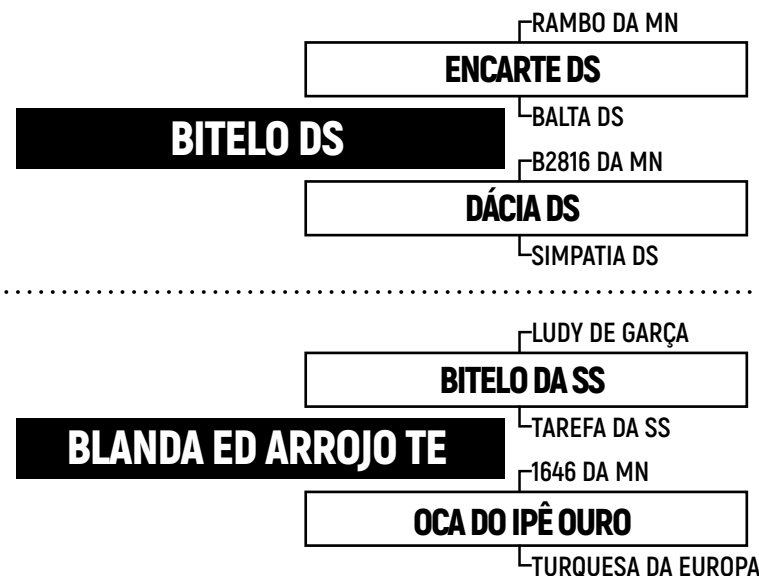 RAMBO DA MN
ENCARTE DS
BALTA DS
BITELO DS
B2816 DA MN
DÁCIA DS
SIMPATIA DS
LUDY DE GARÇA
BITELO DA SS
TAREFA DA SS
BLANDA ED ARROJO TE
1646 DA MN
OCA DO IPÊ OURO
TURQUESA DA EUROPA